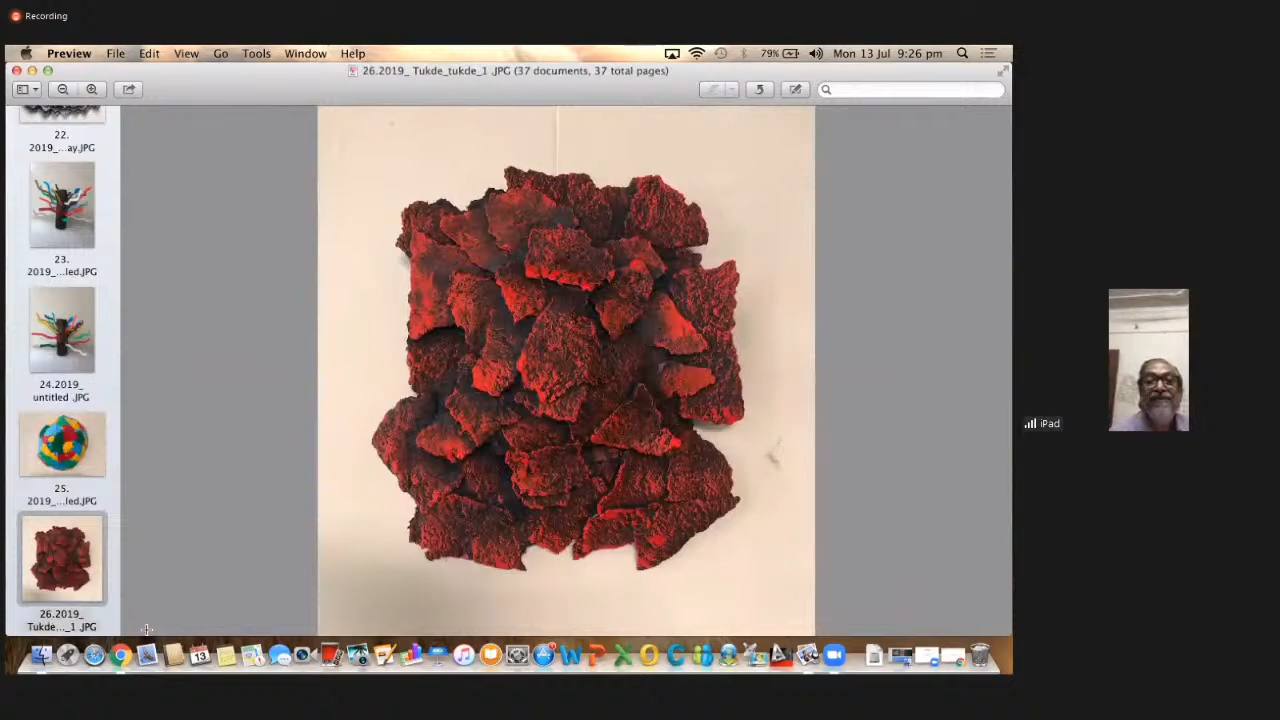 Recording
Preview File Edit View Go Tools Window Help 79% Mon 13 Jul 9:26 pm
26.2019_ Tukde_tukde_1 .JPG (37 documents, 37 total pages)
22.
2019_...ay.JPG
23.
2019_...led.JPG
24.2019_
untitled .JPG
25.
2019_...led.JPG
26.2019_
Tukde..._1 .JPG
iPad
13